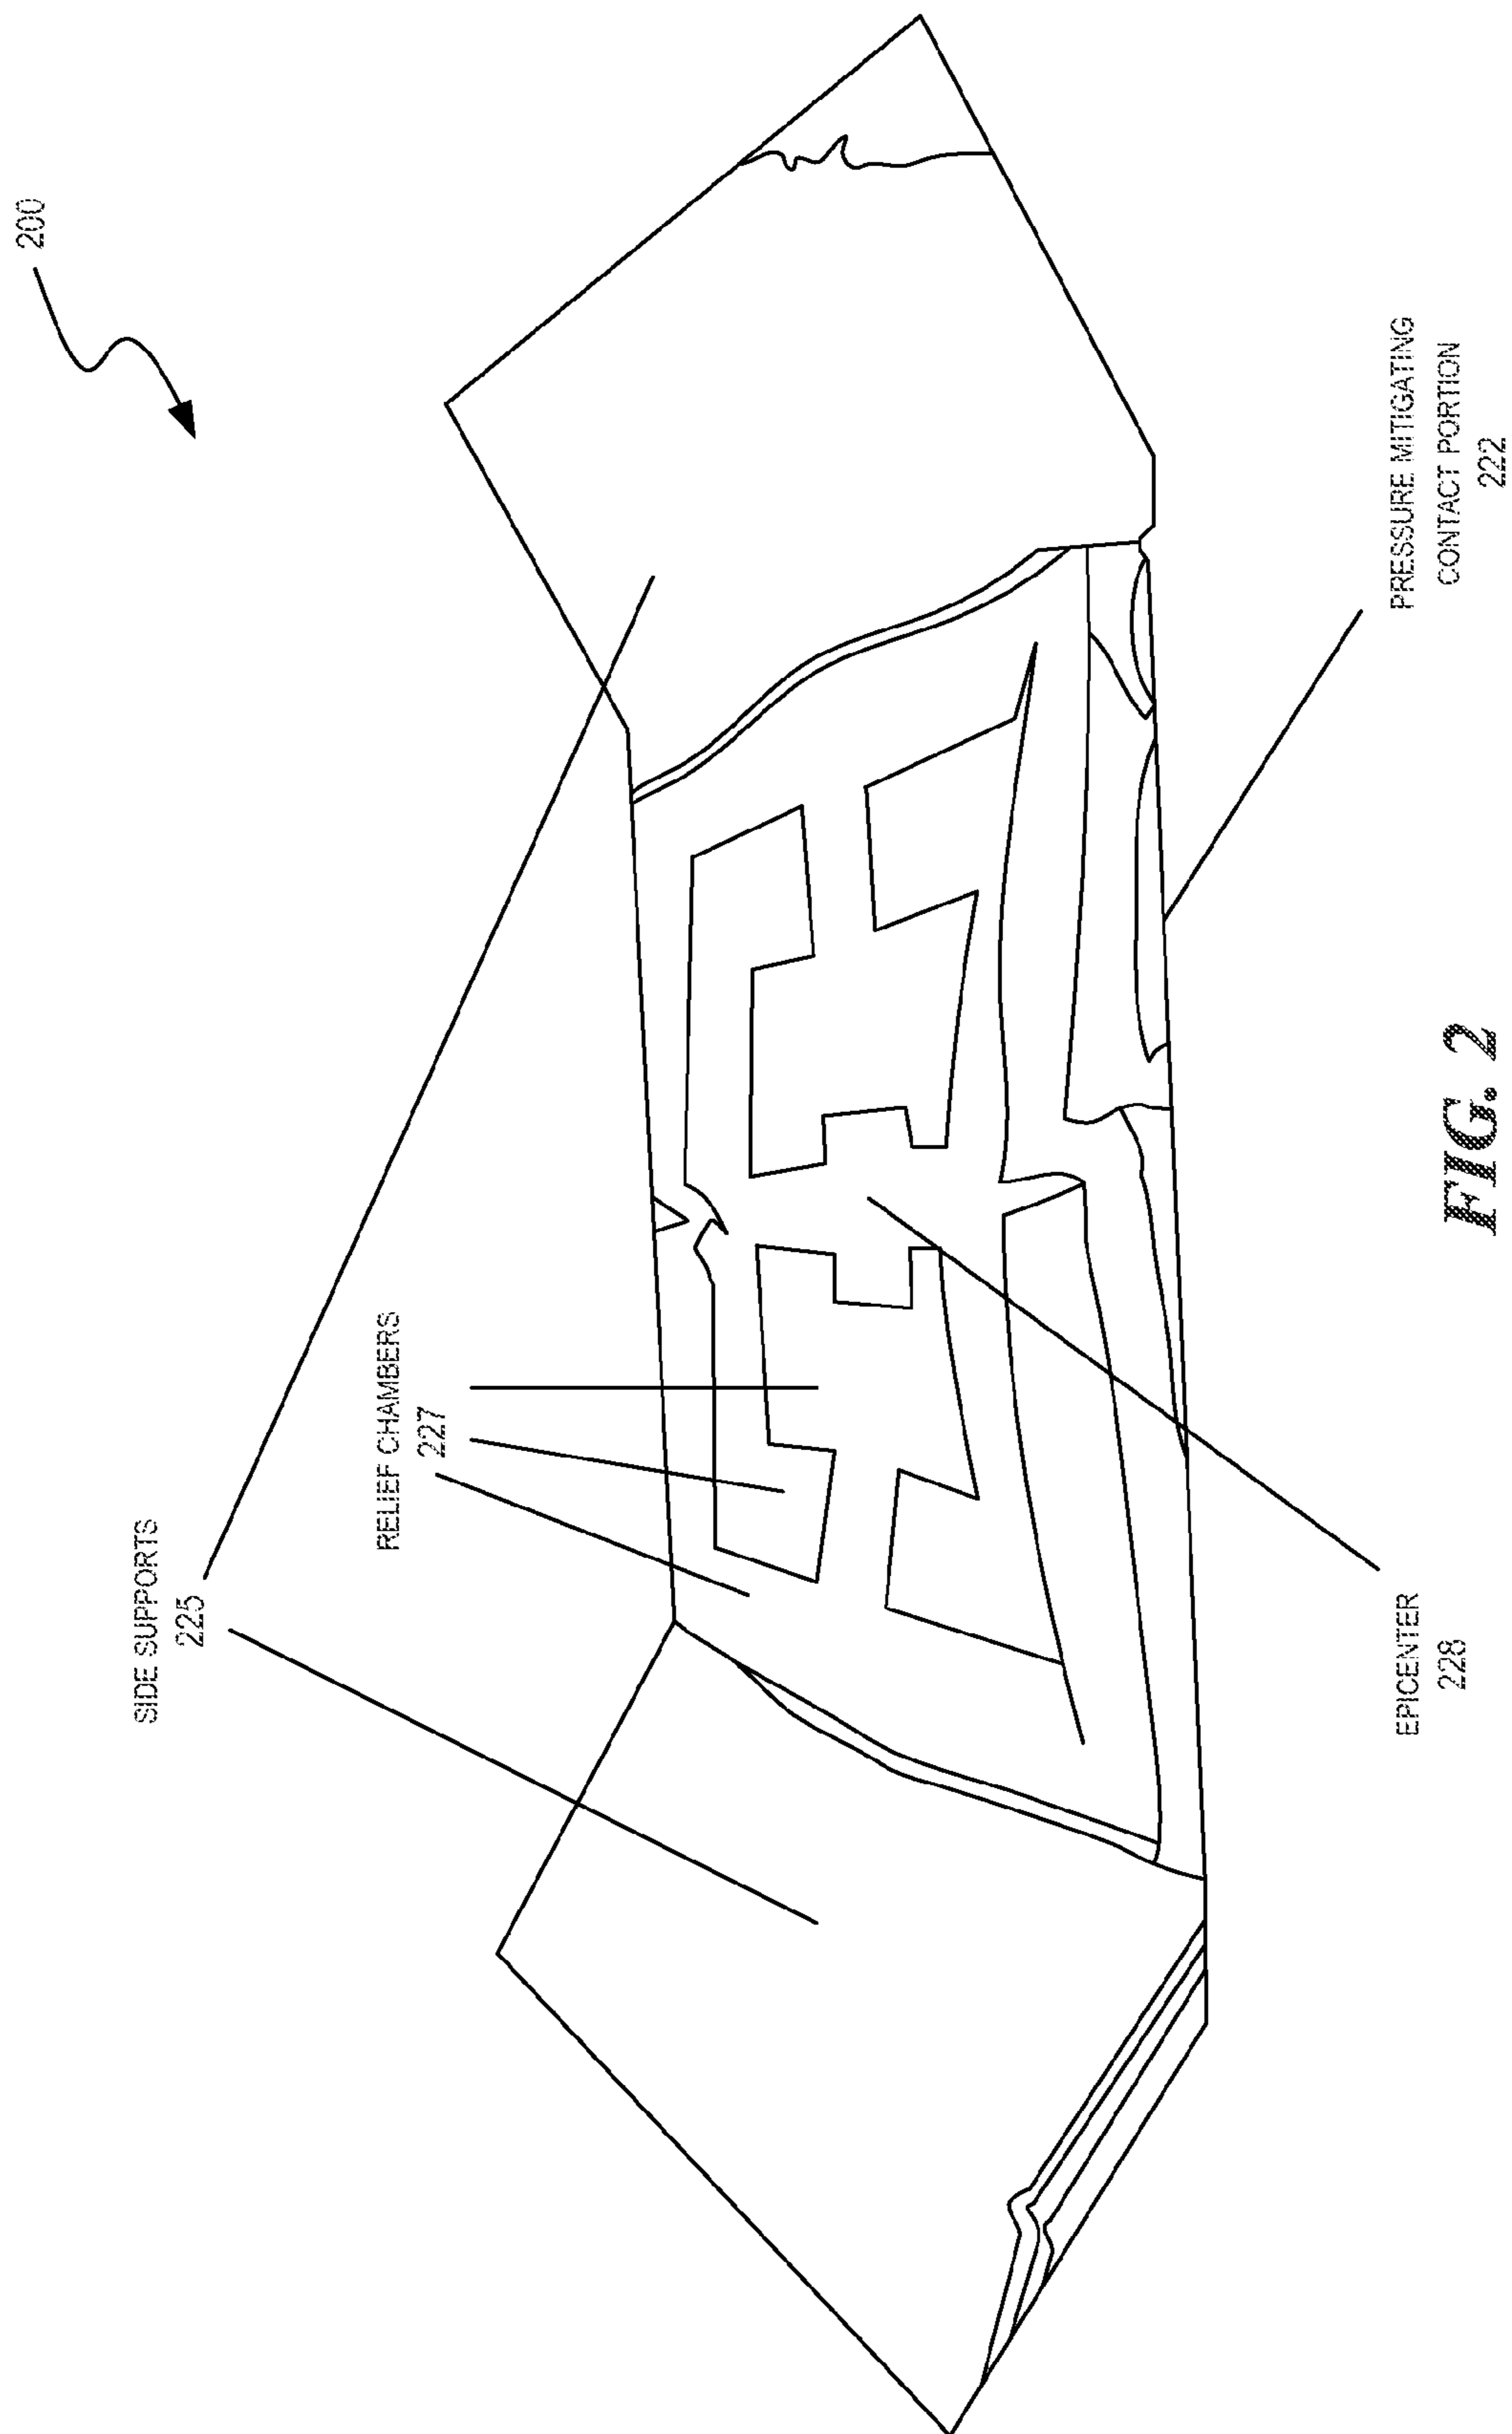 200
SIDE SUPPORTS
225
RELIEF CHAMBERS
227
PRESSURE MITIGATING
CONTACT PORTION
222
EPICENTER
228
FIG. 2